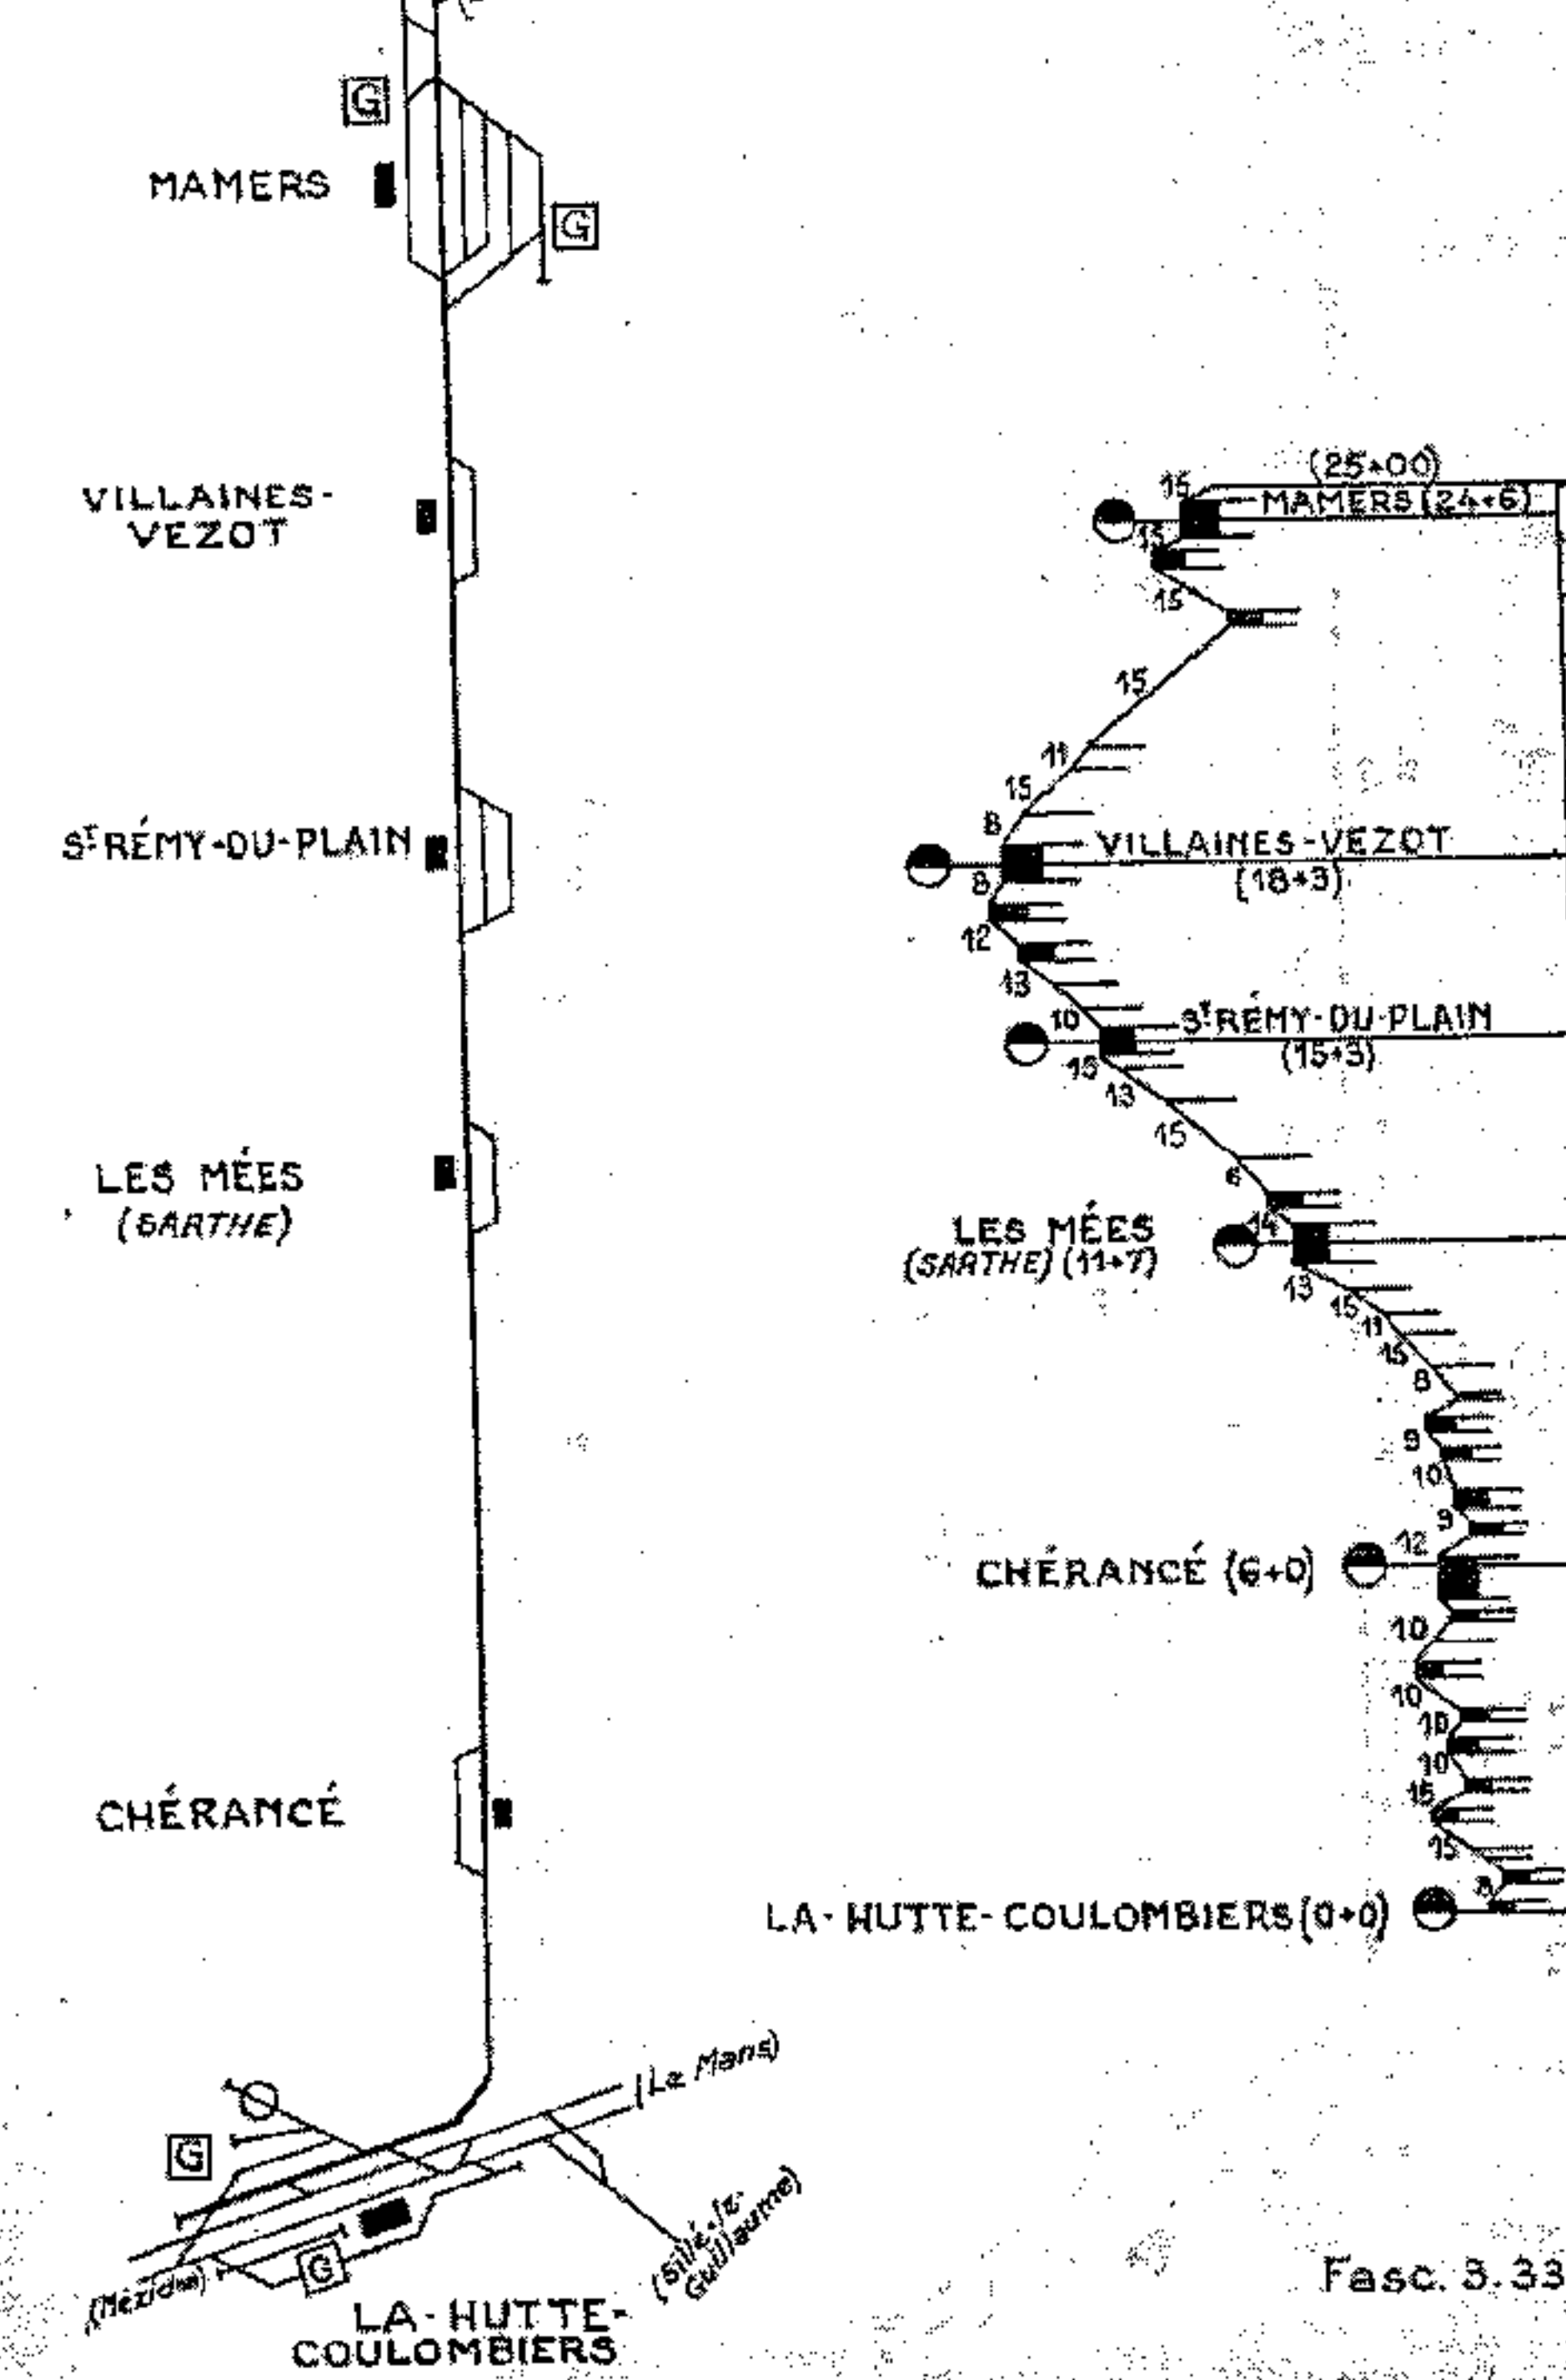 G
MAMERS
G
VILLAINES-
VEZOT
ST RÉMY-DU-PLAIN
LES MÉES
(SARTHE)
CHÉRANCÉ
(Le Mans)
G
G
(Mézidon)
(Sillé-le-
Guillaume)
LA-HUTTE-
COULOMBIERS
(25+00)
15
MAMERS (24+6)
15
15
15
11
15
8
VILLAINES-VEZOT
(18+3)
8
12
13
10
ST RÉMY-DU-PLAIN
(15+3)
15
13
15
6
14
LES MÉES
(SARTHE) (11+7)
13
15
11
15
8
9
10
9
12
CHÉRANCÉ (6+0)
10
10
10
10
15
15
LA-HUTTE-COULOMBIERS (0+0)
Fasc. 3.33